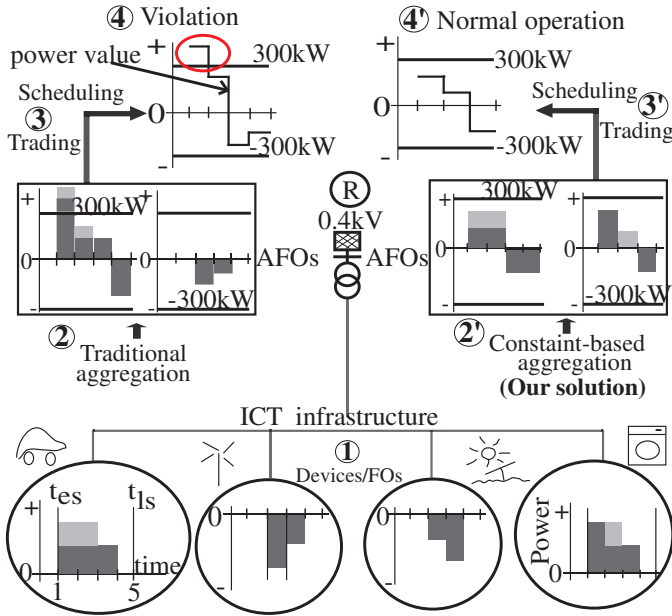 ④ Violation
④' Normal operation
+
300kW
power value
0
-300kW
-
+
300kW
0
-300kW
-
Scheduling
③
Trading
Scheduling
③'
Trading
+
300kW
0
-
-300kW
AFOs
R
0.4kV
AFOs
300kW
+
0
-
-300kW
②
Traditional
aggregation
②'
Constaint-based
aggregation
(Our solution)
ICT infrastructure
①
Devices/FOs
+
tes
tls
0
time
1
5
0
-
0
-
Power
+
0